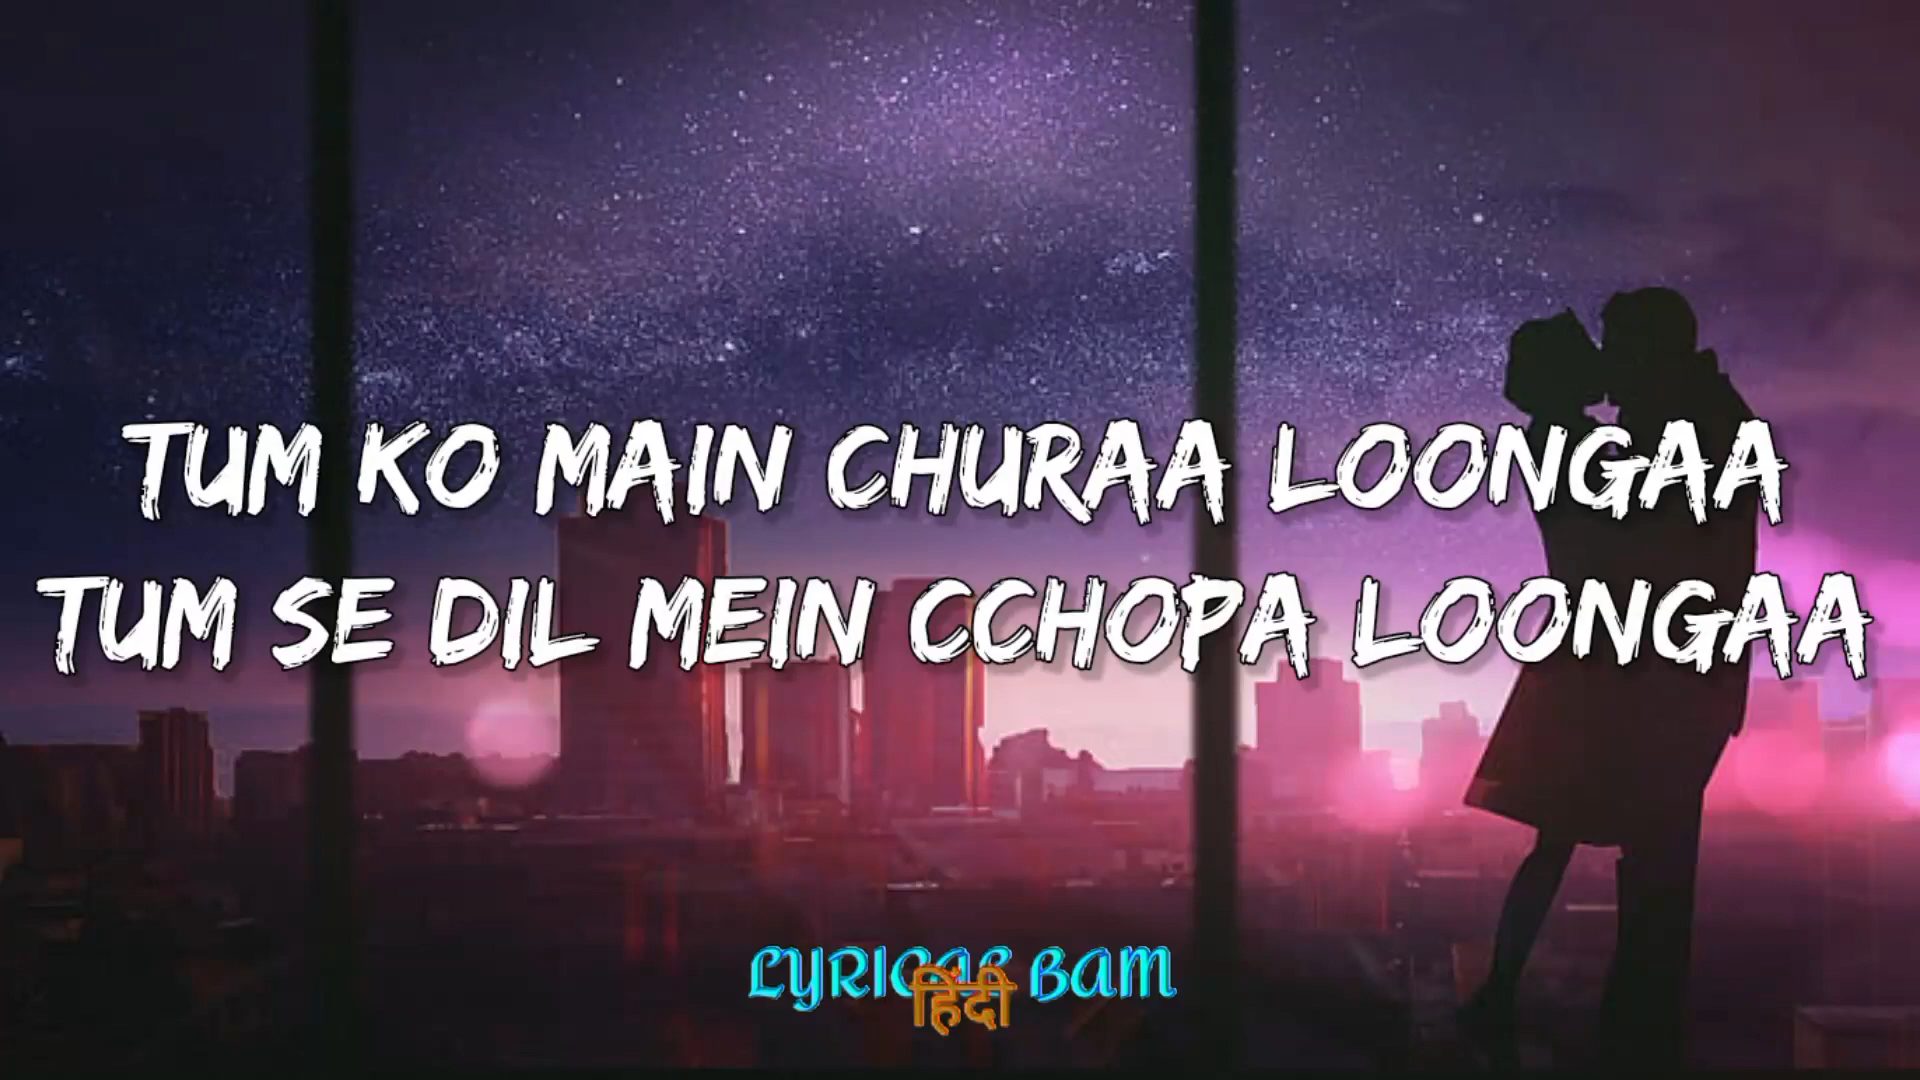 TUM KO MAIN CHURAA LOONGAA
TUM SE DIL MEIN CCHOPA LOONGAA
BAM
हिंदी